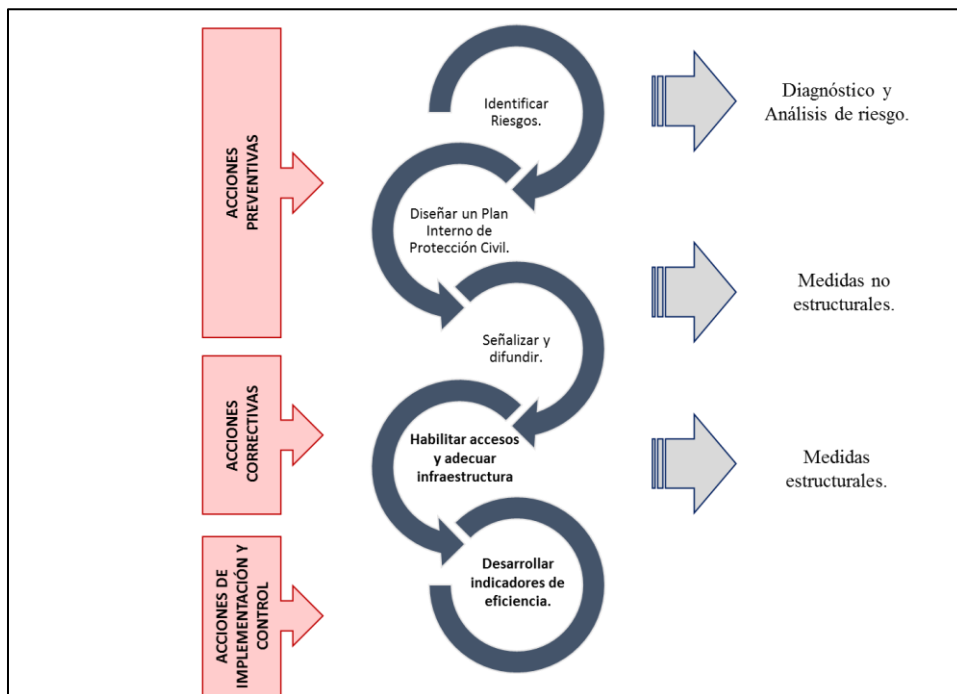 ACCIONES
PREVENTIVAS
Identificar
Riesgos.
Diagnóstico y
Análisis de riesgo.
Diseñar un Plan
Interno de
Protección Civil.
Medidas no
estructurales.
Señalizar y
difundir.
ACCIONES
CORRECTIVAS
Habilitar accesos
y adecuar
infraestructura
Medidas
estructurales.
ACCIONES DE
IMPLEMENTACIÓN Y
CONTROL
Desarrollar
indicadores de
eficiencia.